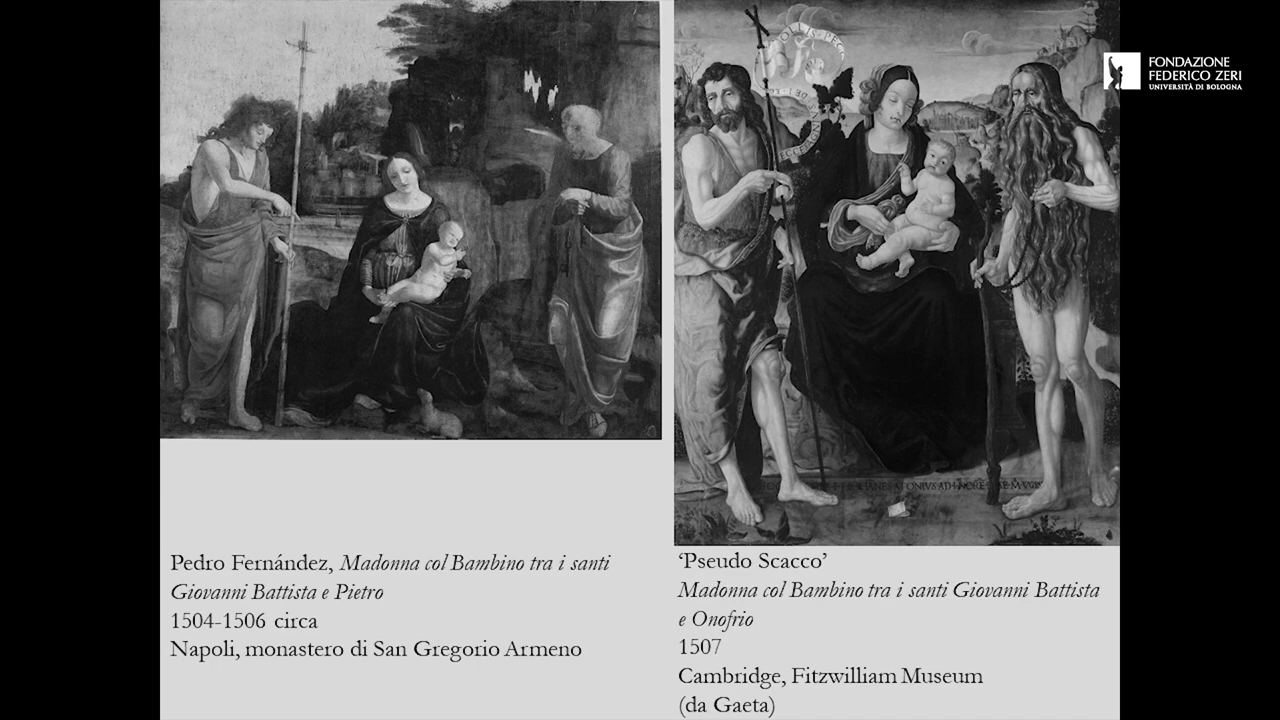 FONDAZIONE
FEDERICO ZERI
UNIVERSITÀ DI BOLOGNA
Pedro Fernández, Madonna col Bambino tra i santi
Giovanni Battista e Pietro
1504-1506 circa
Napoli, monastero di San Gregorio Armeno
‘Pseudo Scacco’
Madonna col Bambino tra i santi Giovanni Battista
e Onofrio
1507
Cambridge, Fitzwilliam Museum
(da Gaeta)